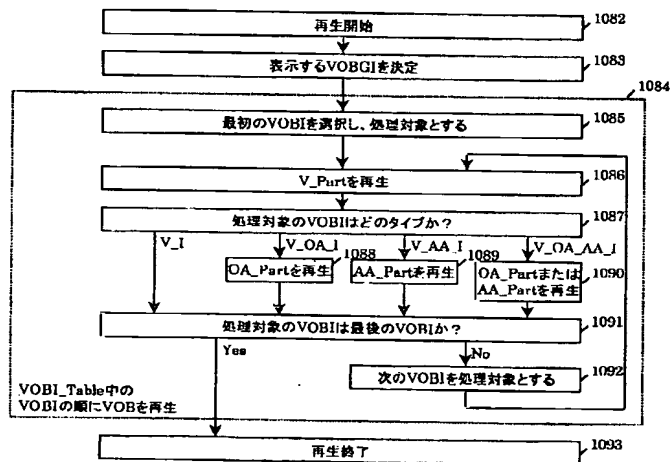 再生開始
1082
表示するVOBGIを決定
1083
1084
最初のVOBIを選択し、処理対象とする
1085
V_Partを再生
1086
処理対象のVOBIはどのタイプか？
1087
V_I
V_OA_I
V_AA_I
V_OA_AA_I
OA_Partを再生
1088
AA_Partを再生
1089
OA_Partまたは
AA_Partを再生
1090
処理対象のVOBIは最後のVOBIか？
1091
Yes
No
次のVOBIを処理対象とする
1092
VOBI_Table中の
VOBIの順にVOBを再生
再生終了
1093